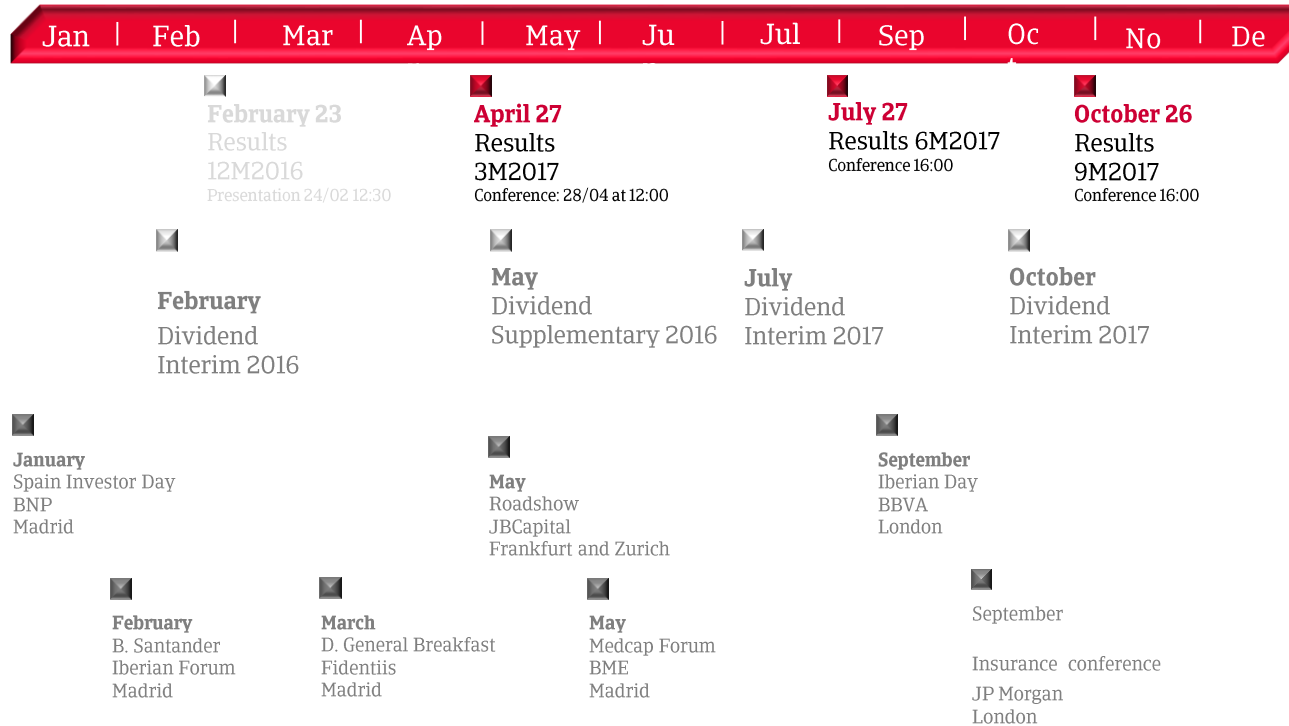 Jan | Feb | Mar | Ap | May | Ju | Jul | Sep | Oc | No | De
February 23
Results
12M2016
Presentation 24/02 12:30
April 27
Results
3M2017
Conference: 28/04 at 12:00
July 27
Results 6M2017
Conference 16:00
October 26
Results
9M2017
Conference 16:00
February
Dividend
Interim 2016
May
Dividend
Supplementary 2016
July
Dividend
Interim 2017
October
Dividend
Interim 2017
January
Spain Investor Day
BNP
Madrid
May
Roadshow
JBCapital
Frankfurt and Zurich
September
Iberian Day
BBVA
London
February
B. Santander
Iberian Forum
Madrid
March
D. General Breakfast
Fidentiis
Madrid
May
Medcap Forum
BME
Madrid
September
Insurance conference
JP Morgan
London